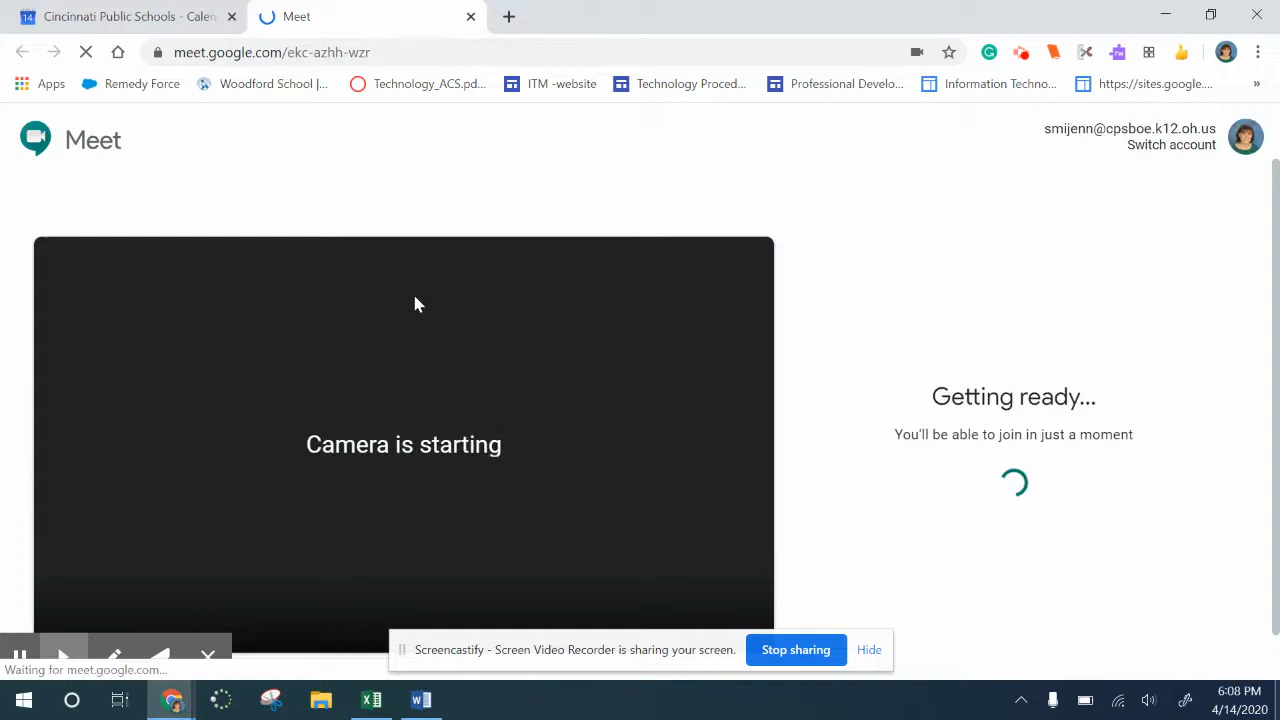 14 Cincinnati Public Schools - Calen
Meet
meet.google.com/ekc-azhh-wzr
Apps
Remedy Force
Woodford School |...
Technology_ACS.pd...
ITM -website
Technology Proced...
Professional Develo...
Information Techno...
https://sites.google....
»
Meet
smijenn@cpsboe.k12.oh.us
Switch account
Camera is starting
Getting ready...
You'll be able to join in just a moment
Screencastify - Screen Video Recorder is sharing your screen.
Stop sharing
Hide
Waiting for meet.google.com...
6:08 PM
4/14/2020